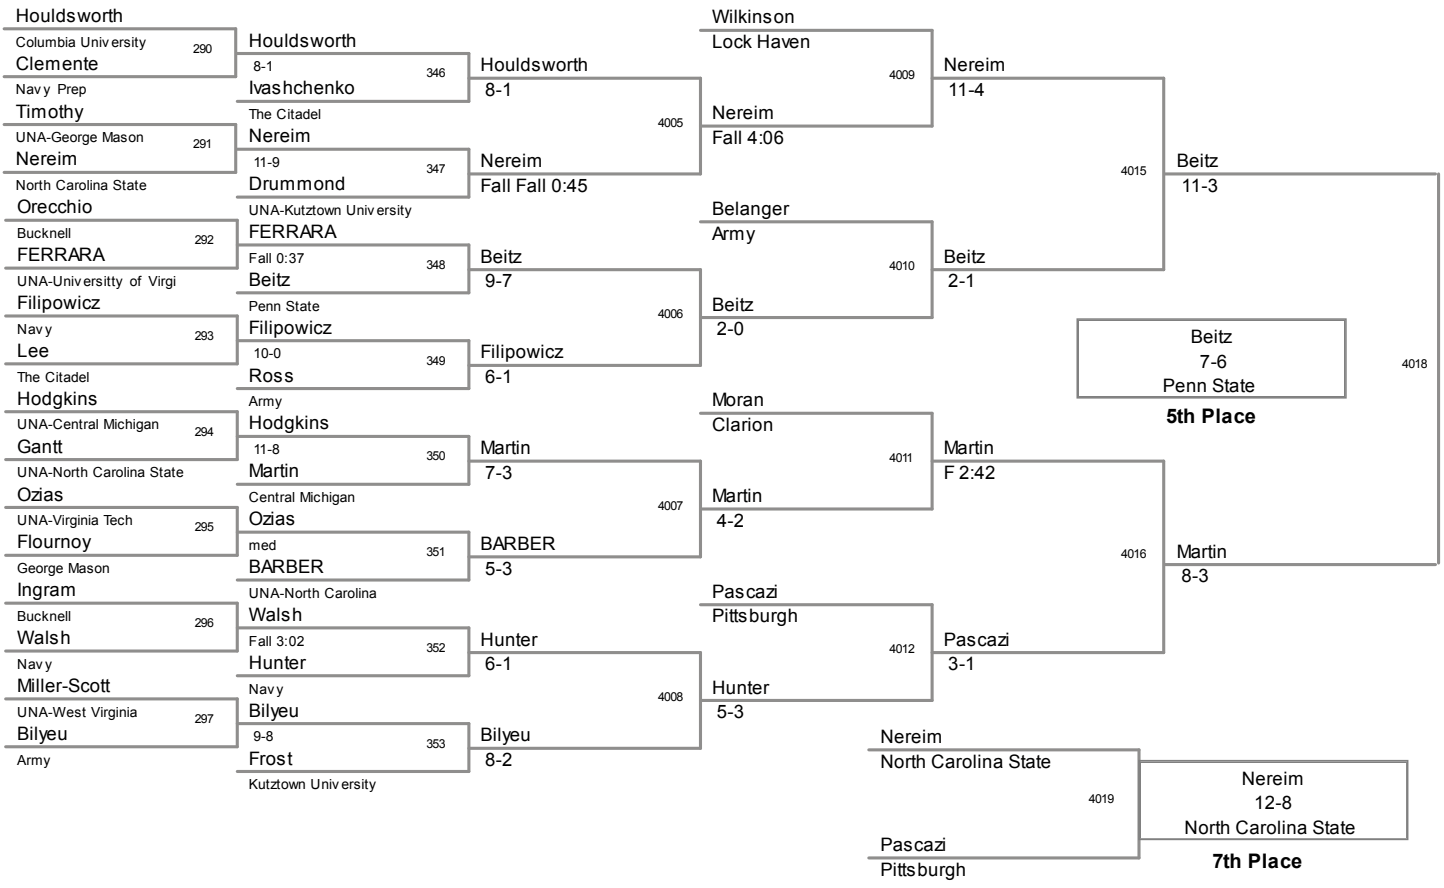 Houldsworth
Columbia University
290
Clemente
Navy Prep
Timothy
UNA-George Mason
291
Nereim
North Carolina State
Orecchio
Bucknell
292
FERRARA
UNA-Universitty of Virgi
Filipowicz
Navy
293
Lee
The Citadel
Hodgkins
UNA-Central Michigan
294
Gantt
UNA-North Carolina State
Ozias
UNA-Virginia Tech
295
Flournoy
George Mason
Ingram
Bucknell
296
Walsh
Navy
Miller-Scott
UNA-West Virginia
297
Bilyeu
Army
Houldsworth
8-1
346
Ivashchenko
The Citadel
Nereim
11-9
347
Drummond
UNA-Kutztown University
FERRARA
Fall 0:37
348
Beitz
Penn State
Filipowicz
10-0
349
Ross
Army
Hodgkins
11-8
350
Martin
Central Michigan
Ozias
med
351
BARBER
UNA-North Carolina
Walsh
Fall 3:02
352
Hunter
Navy
Bilyeu
9-8
353
Frost
Kutztown University
Houldsworth
8-1
4005
Nereim
Fall Fall 0:45
Beitz
9-7
4006
Filipowicz
6-1
Martin
7-3
4007
BARBER
5-3
Hunter
6-1
4008
Bilyeu
8-2
Wilkinson
Lock Haven
4009
Nereim
Fall 4:06
Belanger
Army
4010
Beitz
2-0
Moran
Clarion
4011
Martin
4-2
Pascazi
Pittsburgh
4012
Hunter
5-3
Nereim
11-4
4015
Beitz
2-1
Martin
F 2:42
4016
Pascazi
3-1
Beitz
11-3
4018
Martin
8-3
Beitz
7-6
Penn State
5th Place
Nereim
North Carolina State
4019
Pascazi
Pittsburgh
Nereim
12-8
North Carolina State
7th Place